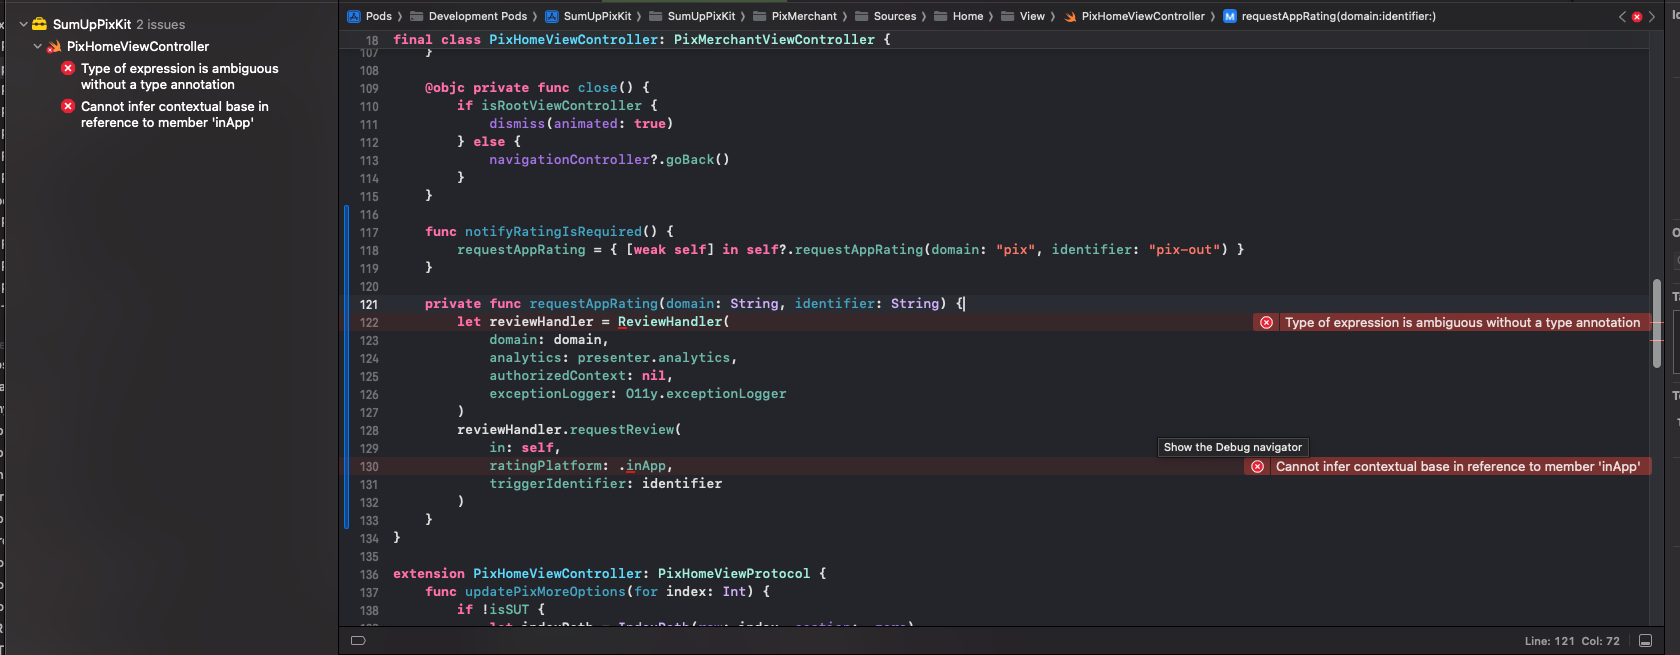 SumUpPixKit 2 issues
PixHomeViewController
Type of expression is ambiguous
without a type annotation
Cannot infer contextual base in
reference to member 'inApp'
Pods 〉 Development Pods 〉 SumUpPixKit 〉 SumUpPixKit 〉 PixMerchant 〉 Sources 〉 Home 〉 View 〉 PixHomeViewController 〉 M requestAppRating(domain:identifier:)
18 final class PixHomeViewController: PixMerchantViewController {
107 }
108
109 @objc private func close() {
110 if isRootViewController {
111 dismiss(animated: true)
112 } else {
113 navigationController?.goBack()
114 }
115 }
116
117 func notifyRatingIsRequired() {
118 requestAppRating = { [weak self] in self?.requestAppRating(domain: "pix", identifier: "pix-out") }
119 }
120
121 private func requestAppRating(domain: String, identifier: String) {
122 let reviewHandler = ReviewHandler( Type of expression is ambiguous without a type annotation
123 domain: domain,
124 analytics: presenter.analytics,
125 authorizedContext: nil,
126 exceptionLogger: O11y.exceptionLogger
127 )
128 reviewHandler.requestReview(
Show the Debug navigator
129 in: self,
130 ratingPlatform: .inApp, Cannot infer contextual base in reference to member 'inApp'
131 triggerIdentifier: identifier
132 )
133 }
134 }
135
136 extension PixHomeViewController: PixHomeViewProtocol {
137 func updatePixMoreOptions(for index: Int) {
138 if !isSUT {
Line: 121 Col: 72